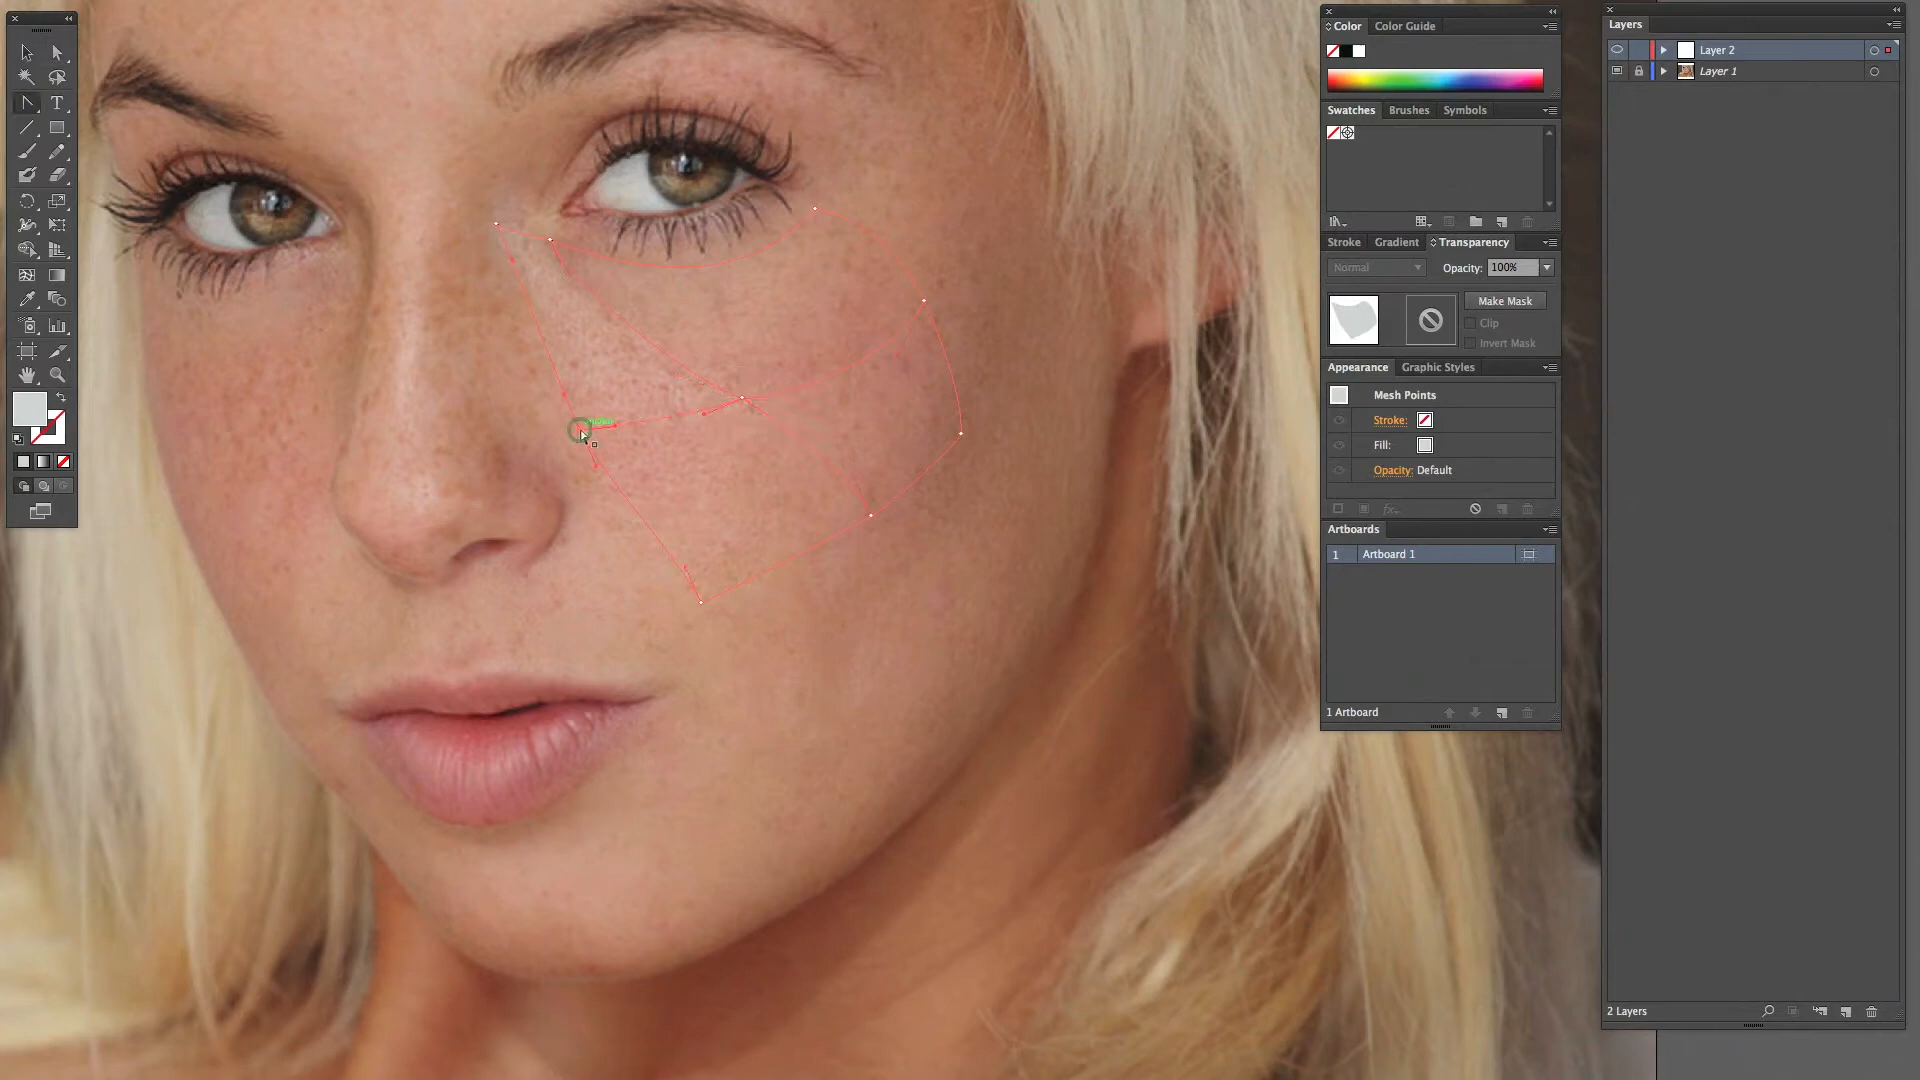 Color Color Guide
Swatches Brushes Symbols
Stroke Gradient Transparency
Normal Opacity: 100%
Make Mask
Clip
Invert Mask
Appearance Graphic Styles
Mesh Points
Stroke:
Fill:
Opacity: Default
Artboards
1 Artboard 1
1 Artboard
Layers
Layer 2
Layer 1
2 Layers